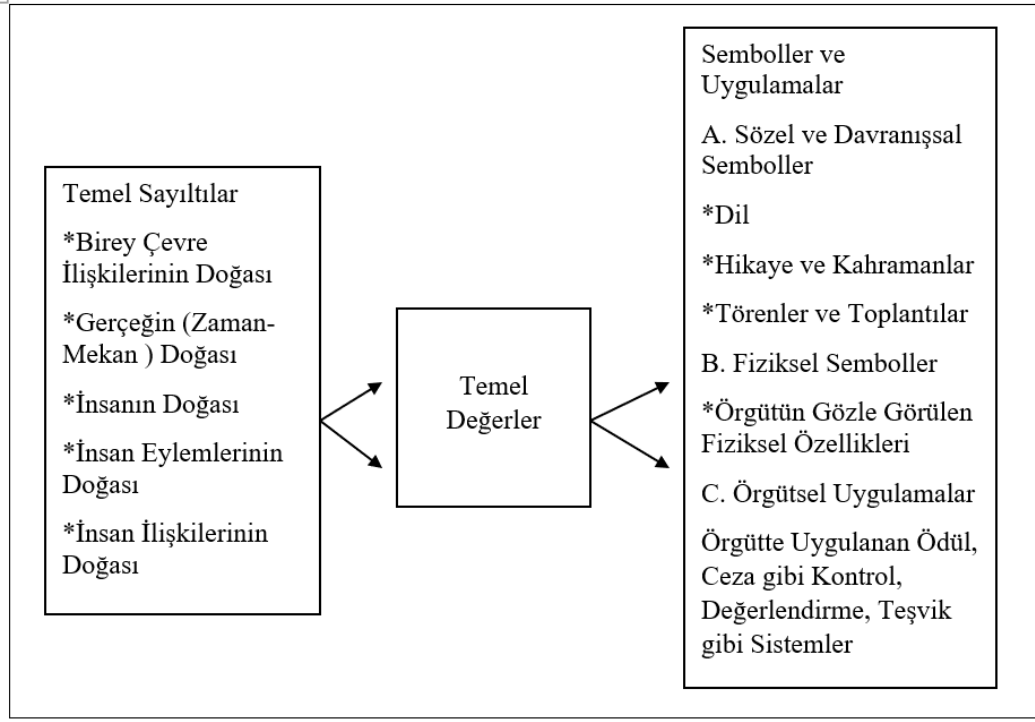 Temel Sayıltılar
*Birey Çevre
İlişkilerinin Doğası
*Gerçeğin (Zaman-
Mekan ) Doğası
*İnsanın Doğası
*İnsan Eylemlerinin
Doğası
*İnsan İlişkilerinin
Doğası
Temel
Değerler
Semboller ve
Uygulamalar
A. Sözel ve Davranışsal
Semboller
*Dil
*Hikaye ve Kahramanlar
*Törenler ve Toplantılar
B. Fiziksel Semboller
*Örgütün Gözle Görülen
Fiziksel Özellikleri
C. Örgütsel Uygulamalar
Örgütte Uygulanan Ödül,
Ceza gibi Kontrol,
Değerlendirme, Teşvik
gibi Sistemler